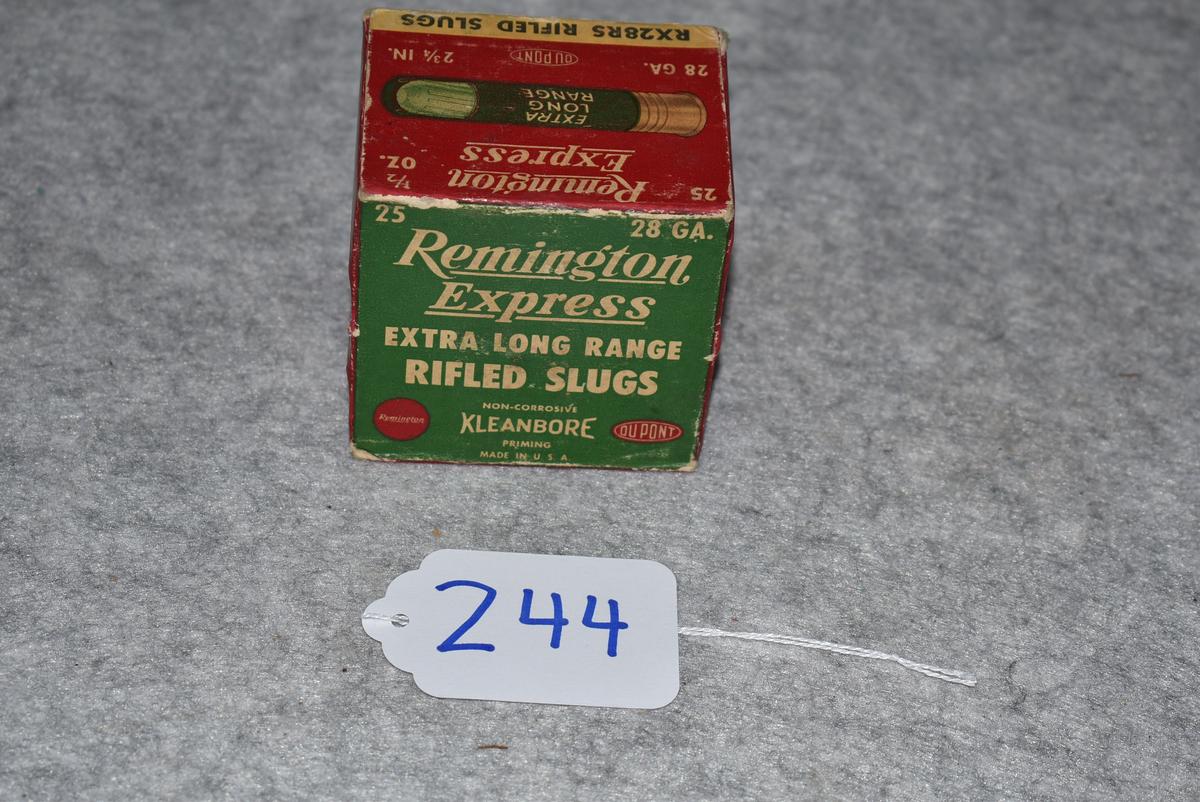 RX28RS RIFLED SLUGS
28 GA. DU PONT 2¾ IN.
EXTRA
LONG
RANGE
Remington
Express
25 ½ OZ.
25 28 GA.
Remington
Express
EXTRA LONG RANGE
RIFLED SLUGS
NON-CORROSIVE
Remington KLEANBORE DU PONT
PRIMING
MADE IN U.S.A.
244